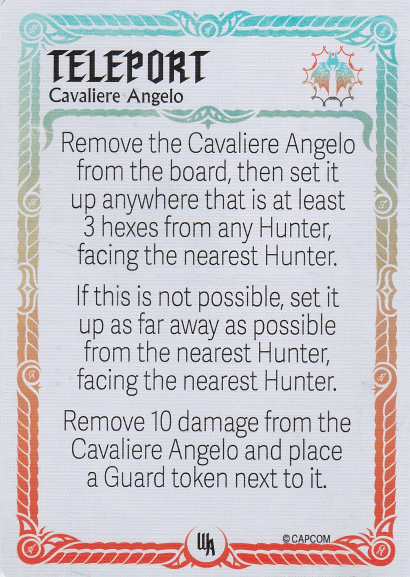 TELEPORT
Cavaliere Angelo
Remove the Cavaliere Angelo
from the board, then set it
up anywhere that is at least
3 hexes from any Hunter,
facing the nearest Hunter.
If this is not possible, set it
up as far away as possible
from the nearest Hunter,
facing the nearest Hunter.
Remove 10 damage from the
Cavaliere Angelo and place
a Guard token next to it.
WA
© CAPCOM